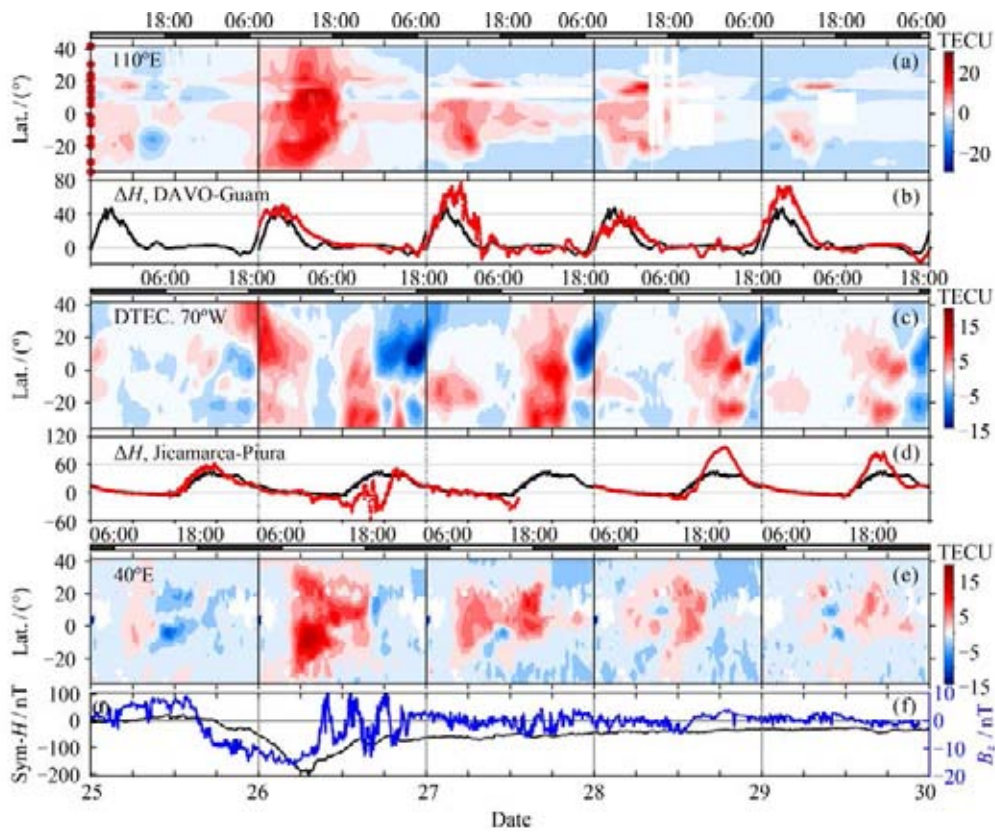 18:00 06:00 18:00 06:00 18:00 06:00 18:00 06:00 18:00 06:00
TECU
40 110°E (a) 20
20
Lat. /(°) 0 0
−20 −20
80
ΔH, DAVO-Guam (b)
40
0
06:00 18:00 06:00 18:00 06:00 18:00 06:00 18:00 06:00 18:00
TECU
40 DTEC. 70°W (c) 15
20 5
Lat. /(°) 0 −5
−20 −15
120
ΔH, Jicamarca-Piura (d)
60
0
−60
06:00 18:00 06:00 18:00 06:00 18:00 06:00 18:00 06:00 18:00
TECU
40 40°E (e) 15
20 5
Lat. /(°) 0 −5
−20 −15
100 (f) (f) 10
Sym-H / nT 0 0 Bz / nT
−100 10
−200 20
25 26 27 28 29 30
Date